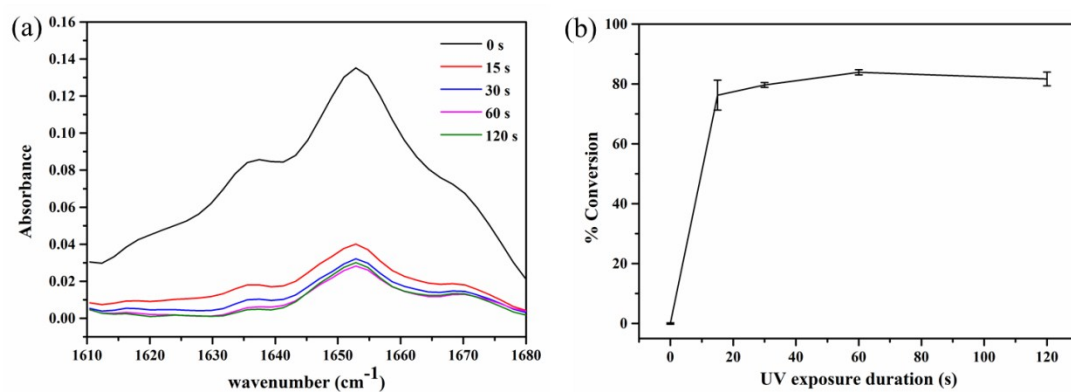 (a)
0.16
0.14
0.12
0.10
0.08
0.06
0.04
0.02
0.00
Absorbance
0 s
15 s
30 s
60 s
120 s
1610 1620 1630 1640 1650 1660 1670 1680
wavenumber (cm⁻¹)
(b)
100
80
60
40
20
0
% Conversion
0 20 40 60 80 100 120
UV exposure duration (s)